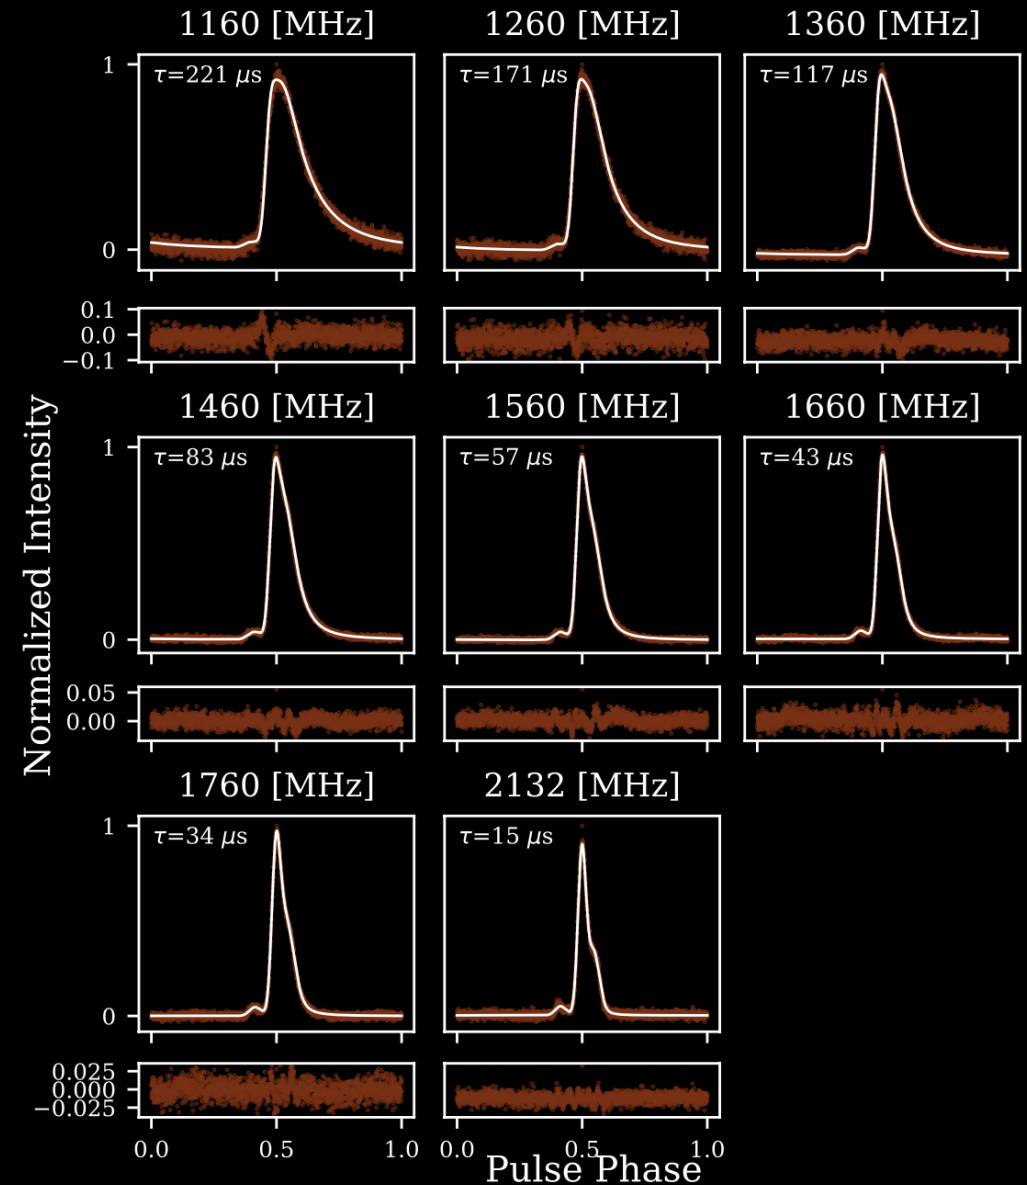 1160 [MHz] 1260 [MHz] 1360 [MHz]
1
τ=221 μs τ=171 μs τ=117 μs
0
0.1
0.0
−0.1
1460 [MHz] 1560 [MHz] 1660 [MHz]
1
τ=83 μs τ=57 μs τ=43 μs
0
0.05
0.00
Normalized Intensity
1760 [MHz] 2132 [MHz]
1
τ=34 μs τ=15 μs
0
0.025
0.000
−0.025
0.0 0.5 1.0 0.0 0.5 1.0
Pulse Phase